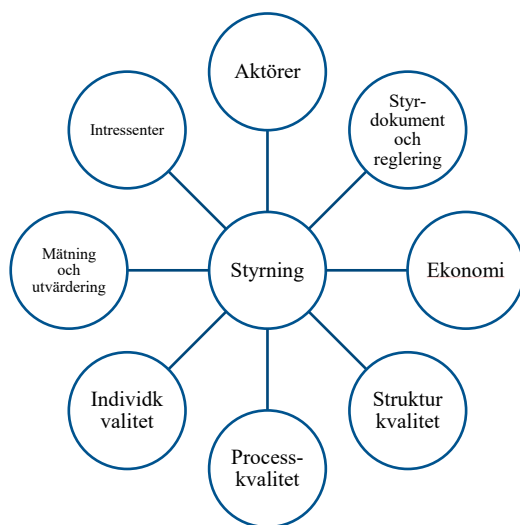 Aktörer
Styr-
dokument
och
reglering
Intressenter
Mätning
och
utvärdering
Styrning
Ekonomi
Individk
valitet
Struktur
kvalitet
Process-
kvalitet